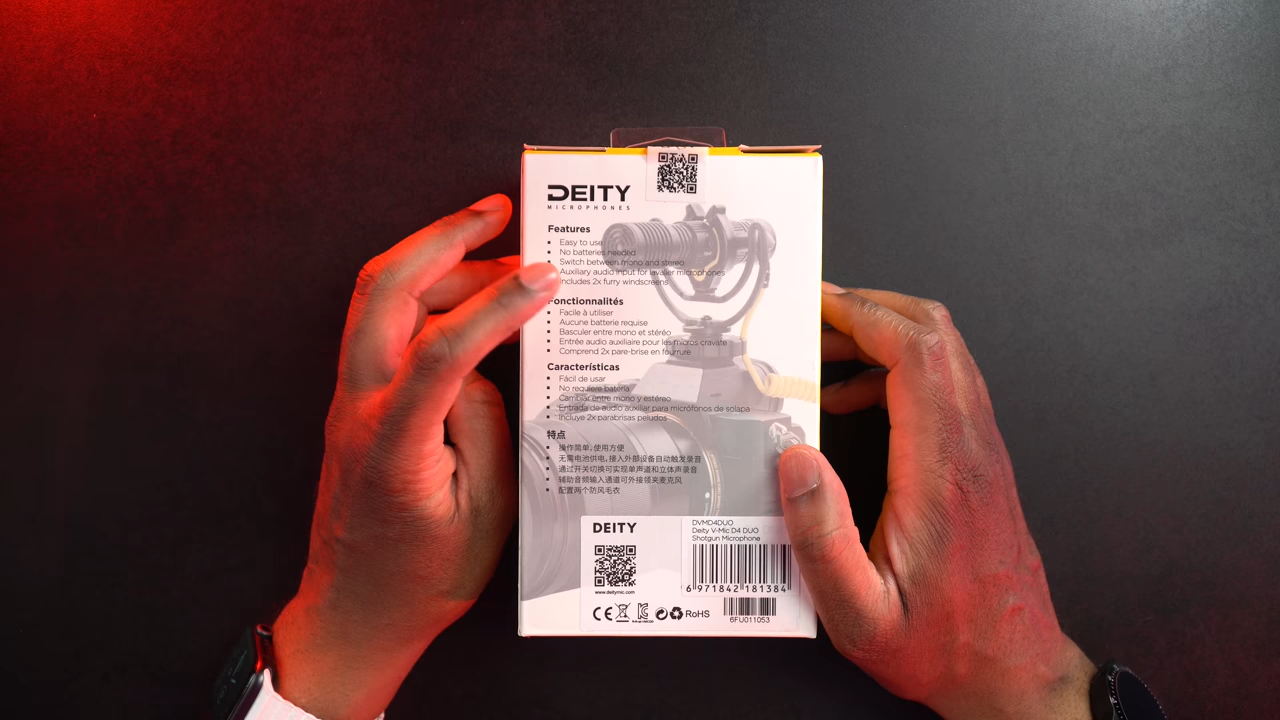 DEITY
MICROPHONES
Features
Easy to use
No batteries needed
Switch between mono and stereo
Auxiliary audio input for lavalier microphones
Includes 2x furry windscreens
Fonctionnalités
Facile à utiliser
Aucune batterie requise
Basculer entre mono et stéréo
Entrée audio auxiliaire pour les micros cravate
Comprend 2x pare-brise en fourrure
Características
Fácil de usar
No requiere batería
Cambiar entre mono y estéreo
Entrada de audio auxiliar para micrófonos de solapa
Incluye 2x parabrisas peludos
特点
操作简单,使用方便
无需电池供电,接入外部设备自动触发录音
通过开关切换可实现单声道和立体声录音
辅助音频输入通道可外接领夹麦克风
配置两个防风毛衣
DEITY
www.deitymic.com
DVMD4DUO
Deity V-Mic D4 DUO
Shotgun Microphone
6 971842 181384
CE
RoHS
6FU011053